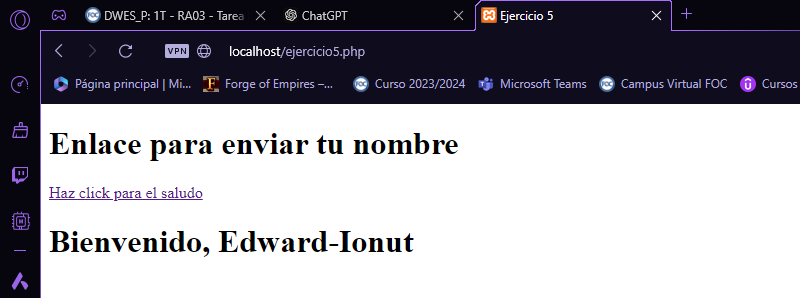 DWES_P: 1T - RA03 - Tarea
ChatGPT
Ejercicio 5
VPN
localhost/ejercicio5.php
Página principal | Mi...
Forge of Empires –...
Curso 2023/2024
Microsoft Teams
Campus Virtual FOC
Cursos
Enlace para enviar tu nombre
Haz click para el saludo
Bienvenido, Edward-Ionut